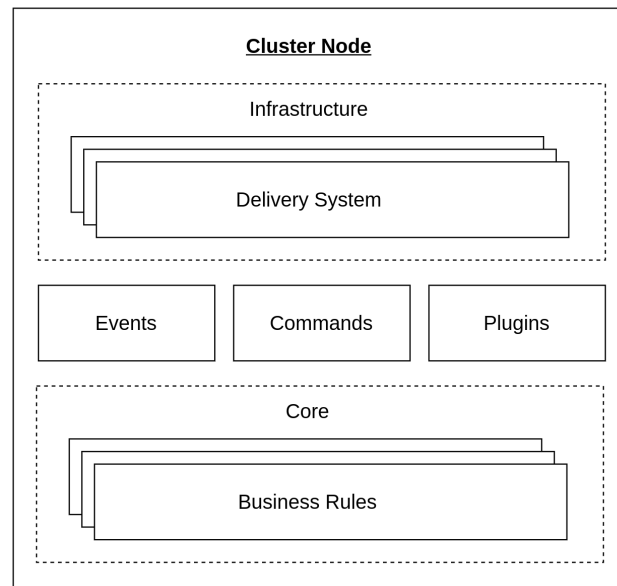 Cluster Node
Infrastructure
Delivery System
Events
Commands
Plugins
Core
Business Rules